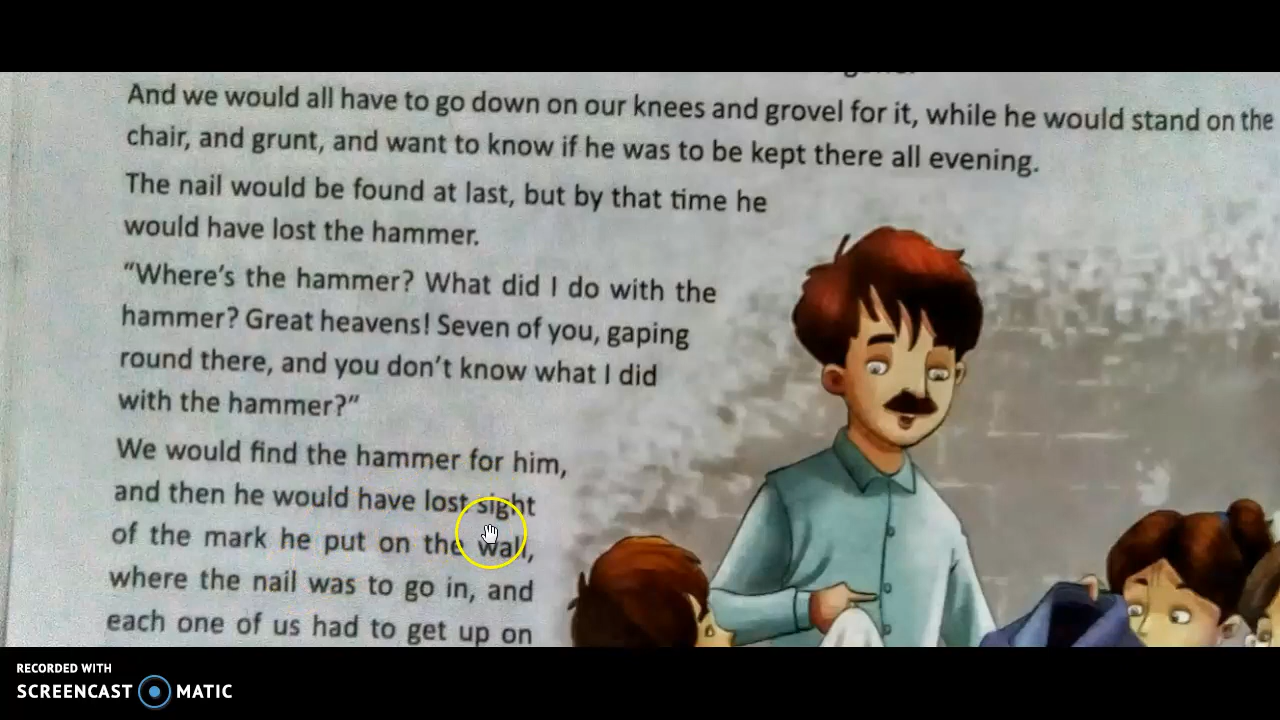 And we would all have to go down on our knees and grovel for it, while he would stand on the
chair, and grunt, and want to know if he was to be kept there all evening.
The nail would be found at last, but by that time he
would have lost the hammer.
“Where’s the hammer? What did I do with the
hammer? Great heavens! Seven of you, gaping
round there, and you don’t know what I did
with the hammer?”
We would find the hammer for him,
and then he would have lost sight
of the mark he put on the wall,
where the nail was to go in, and
each one of us had to get up on
RECORDED WITH
SCREENCAST MATIC